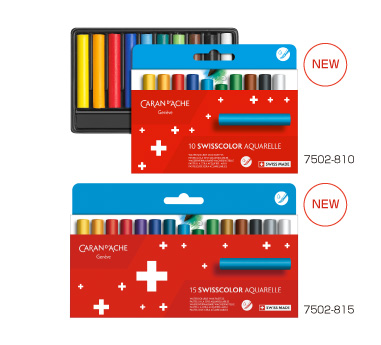 NEW
CARAN D'ACHE
Genève
10 SWISSCOLOR AQUARELLE
SWISS MADE
7502-810
NEW
CARAN D'ACHE
Genève
15 SWISSCOLOR AQUARELLE
SWISS MADE
7502-815